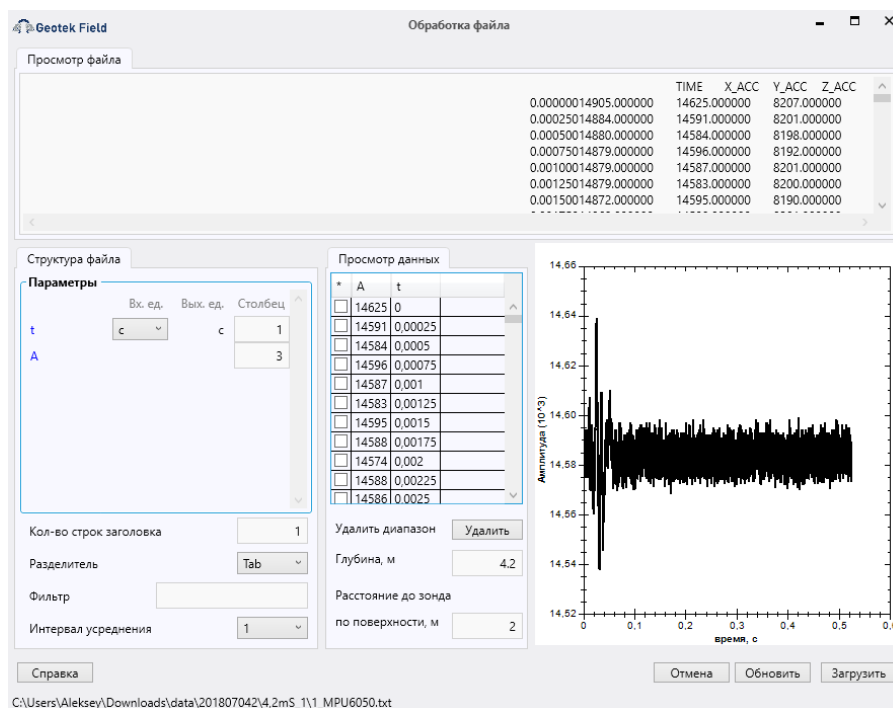 Geotek Field
Обработка файла
Просмотр файла
TIME X_ACC Y_ACC Z_ACC
0.00000014905.000000 14625.000000 8207.000000
0.00025014884.000000 14591.000000 8201.000000
0.00050014880.000000 14584.000000 8198.000000
0.00075014879.000000 14596.000000 8192.000000
0.00100014879.000000 14587.000000 8201.000000
0.00125014879.000000 14583.000000 8200.000000
0.00150014872.000000 14595.000000 8190.000000
Структура файла
Параметры
Вх. ед. Вых. ед. Столбец
t c c 1
A 3
Кол-во строк заголовка 1
Разделитель Tab
Фильтр
Интервал усреднения 1
Просмотр данных
* A t
14625 0
14591 0,00025
14584 0,0005
14596 0,00075
14587 0,001
14583 0,00125
14595 0,0015
14588 0,00175
14574 0,002
14588 0,00225
14586 0,0025
Удалить диапазон Удалить
Глубина, м 4.2
Расстояние до зонда
по поверхности, м 2
Амплитуда (10^3)
14,66
14,64
14,62
14,60
14,58
14,56
14,54
14,52
0 0,1 0,2 0,3 0,4 0,5
время, с
Справка
Отмена Обновить Загрузить
C:\Users\Aleksey\Downloads\data\201807042\4,2mS_1\1_MPU6050.txt